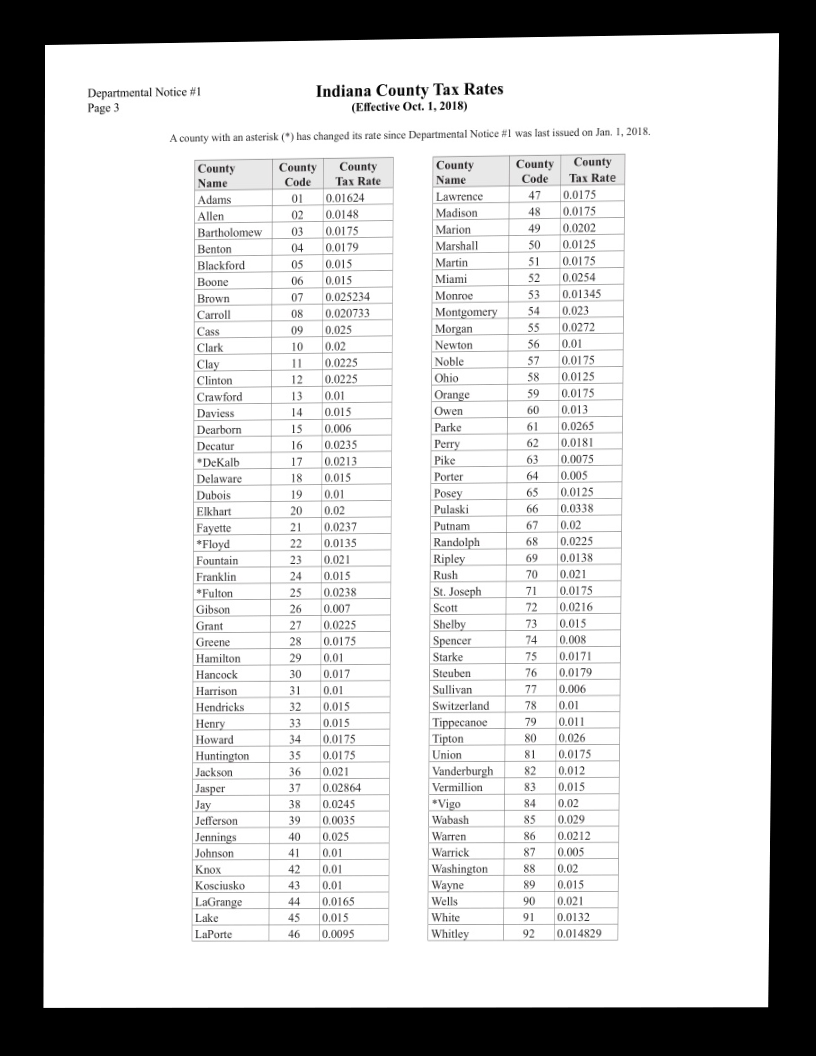 Departmental Notice #1
Page 3
Indiana County Tax Rates
(Effective Oct. 1, 2018)
A county with an asterisk (*) has changed its rate since Departmental Notice #1 was last issued on Jan. 1, 2018.
County Name County Code County Tax Rate
Adams 01 0.01624
Allen 02 0.0148
Bartholomew 03 0.0175
Benton 04 0.0179
Blackford 05 0.015
Boone 06 0.015
Brown 07 0.025234
Carroll 08 0.020733
Cass 09 0.025
Clark 10 0.02
Clay 11 0.0225
Clinton 12 0.0225
Crawford 13 0.01
Daviess 14 0.015
Dearborn 15 0.006
Decatur 16 0.0235
*DeKalb 17 0.0213
Delaware 18 0.015
Dubois 19 0.01
Elkhart 20 0.02
Fayette 21 0.0237
*Floyd 22 0.0135
Fountain 23 0.021
Franklin 24 0.015
*Fulton 25 0.0238
Gibson 26 0.007
Grant 27 0.0225
Greene 28 0.0175
Hamilton 29 0.01
Hancock 30 0.017
Harrison 31 0.01
Hendricks 32 0.015
Henry 33 0.015
Howard 34 0.0175
Huntington 35 0.0175
Jackson 36 0.021
Jasper 37 0.02864
Jay 38 0.0245
Jefferson 39 0.0035
Jennings 40 0.025
Johnson 41 0.01
Knox 42 0.01
Kosciusko 43 0.01
LaGrange 44 0.0165
Lake 45 0.015
LaPorte 46 0.0095
County Name County Code County Tax Rate
Lawrence 47 0.0175
Madison 48 0.0175
Marion 49 0.0202
Marshall 50 0.0125
Martin 51 0.0175
Miami 52 0.0254
Monroe 53 0.01345
Montgomery 54 0.023
Morgan 55 0.0272
Newton 56 0.01
Noble 57 0.0175
Ohio 58 0.0125
Orange 59 0.0175
Owen 60 0.013
Parke 61 0.0265
Perry 62 0.0181
Pike 63 0.0075
Porter 64 0.005
Posey 65 0.0125
Pulaski 66 0.0338
Putnam 67 0.02
Randolph 68 0.0225
Ripley 69 0.0138
Rush 70 0.021
St. Joseph 71 0.0175
Scott 72 0.0216
Shelby 73 0.015
Spencer 74 0.008
Starke 75 0.0171
Steuben 76 0.0179
Sullivan 77 0.006
Switzerland 78 0.01
Tippecanoe 79 0.011
Tipton 80 0.026
Union 81 0.0175
Vanderburgh 82 0.012
Vermillion 83 0.015
*Vigo 84 0.02
Wabash 85 0.029
Warren 86 0.0212
Warrick 87 0.005
Washington 88 0.02
Wayne 89 0.015
Wells 90 0.021
White 91 0.0132
Whitley 92 0.014829